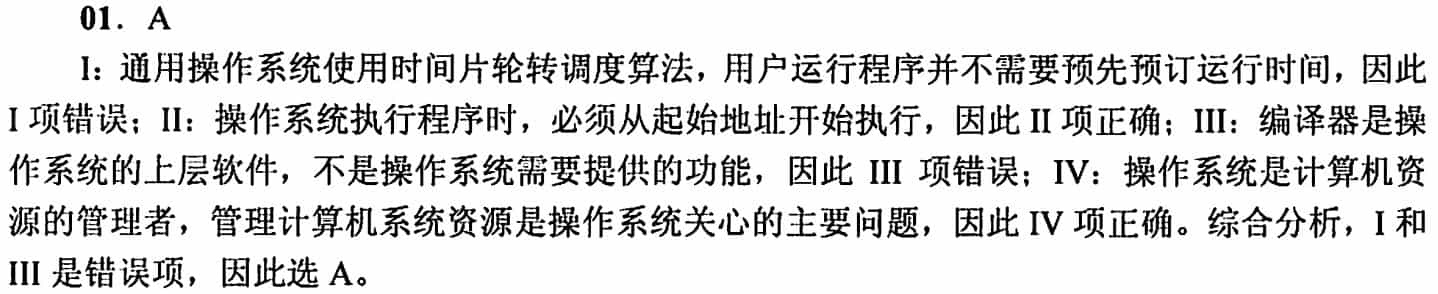 01. A
I：通用操作系统使用时间片轮转调度算法，用户运行程序并不需要预先预订运行时间，因此
I 项错误；II：操作系统执行程序时，必须从起始地址开始执行，因此 II 项正确；III：编译器是操
作系统的上层软件，不是操作系统需要提供的功能，因此 III 项错误；IV：操作系统是计算机资
源的管理者，管理计算机系统资源是操作系统关心的主要问题，因此 IV 项正确。综合分析，I 和
III 是错误项，因此选 A。